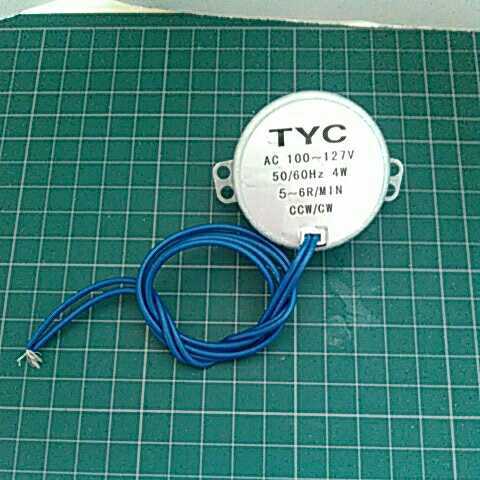 TYC
AC 100~127V
50/60Hz 4W
5~6R/MIN
CCW/CW